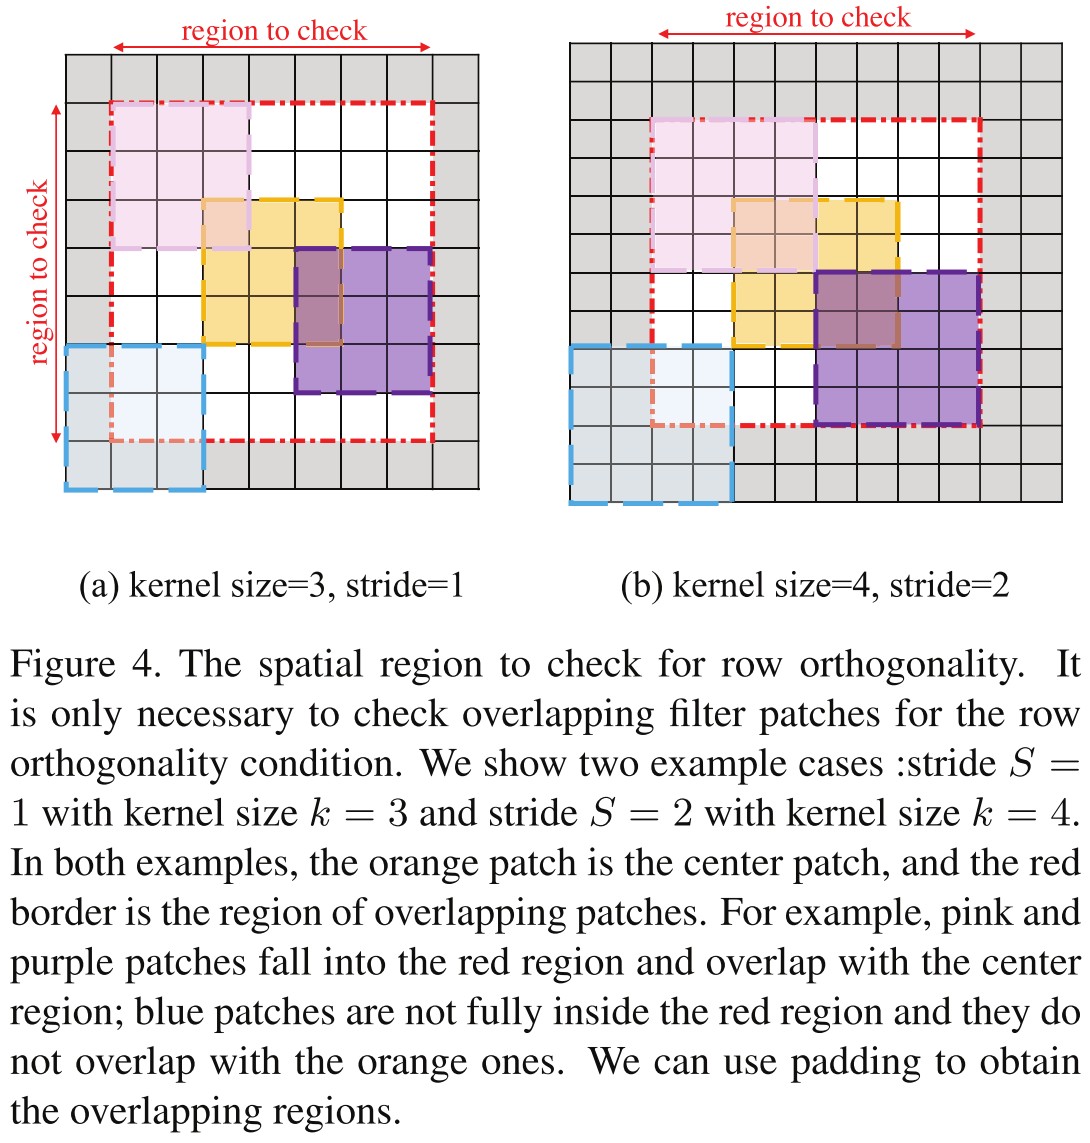 region to check
region to check
region to check
(a) kernel size=3, stride=1
(b) kernel size=4, stride=2
Figure 4. The spatial region to check for row orthogonality. It
is only necessary to check overlapping filter patches for the row
orthogonality condition. We show two example cases :stride S =
1 with kernel size k = 3 and stride S = 2 with kernel size k = 4.
In both examples, the orange patch is the center patch, and the red
border is the region of overlapping patches. For example, pink and
purple patches fall into the red region and overlap with the center
region; blue patches are not fully inside the red region and they do
not overlap with the orange ones. We can use padding to obtain
the overlapping regions.